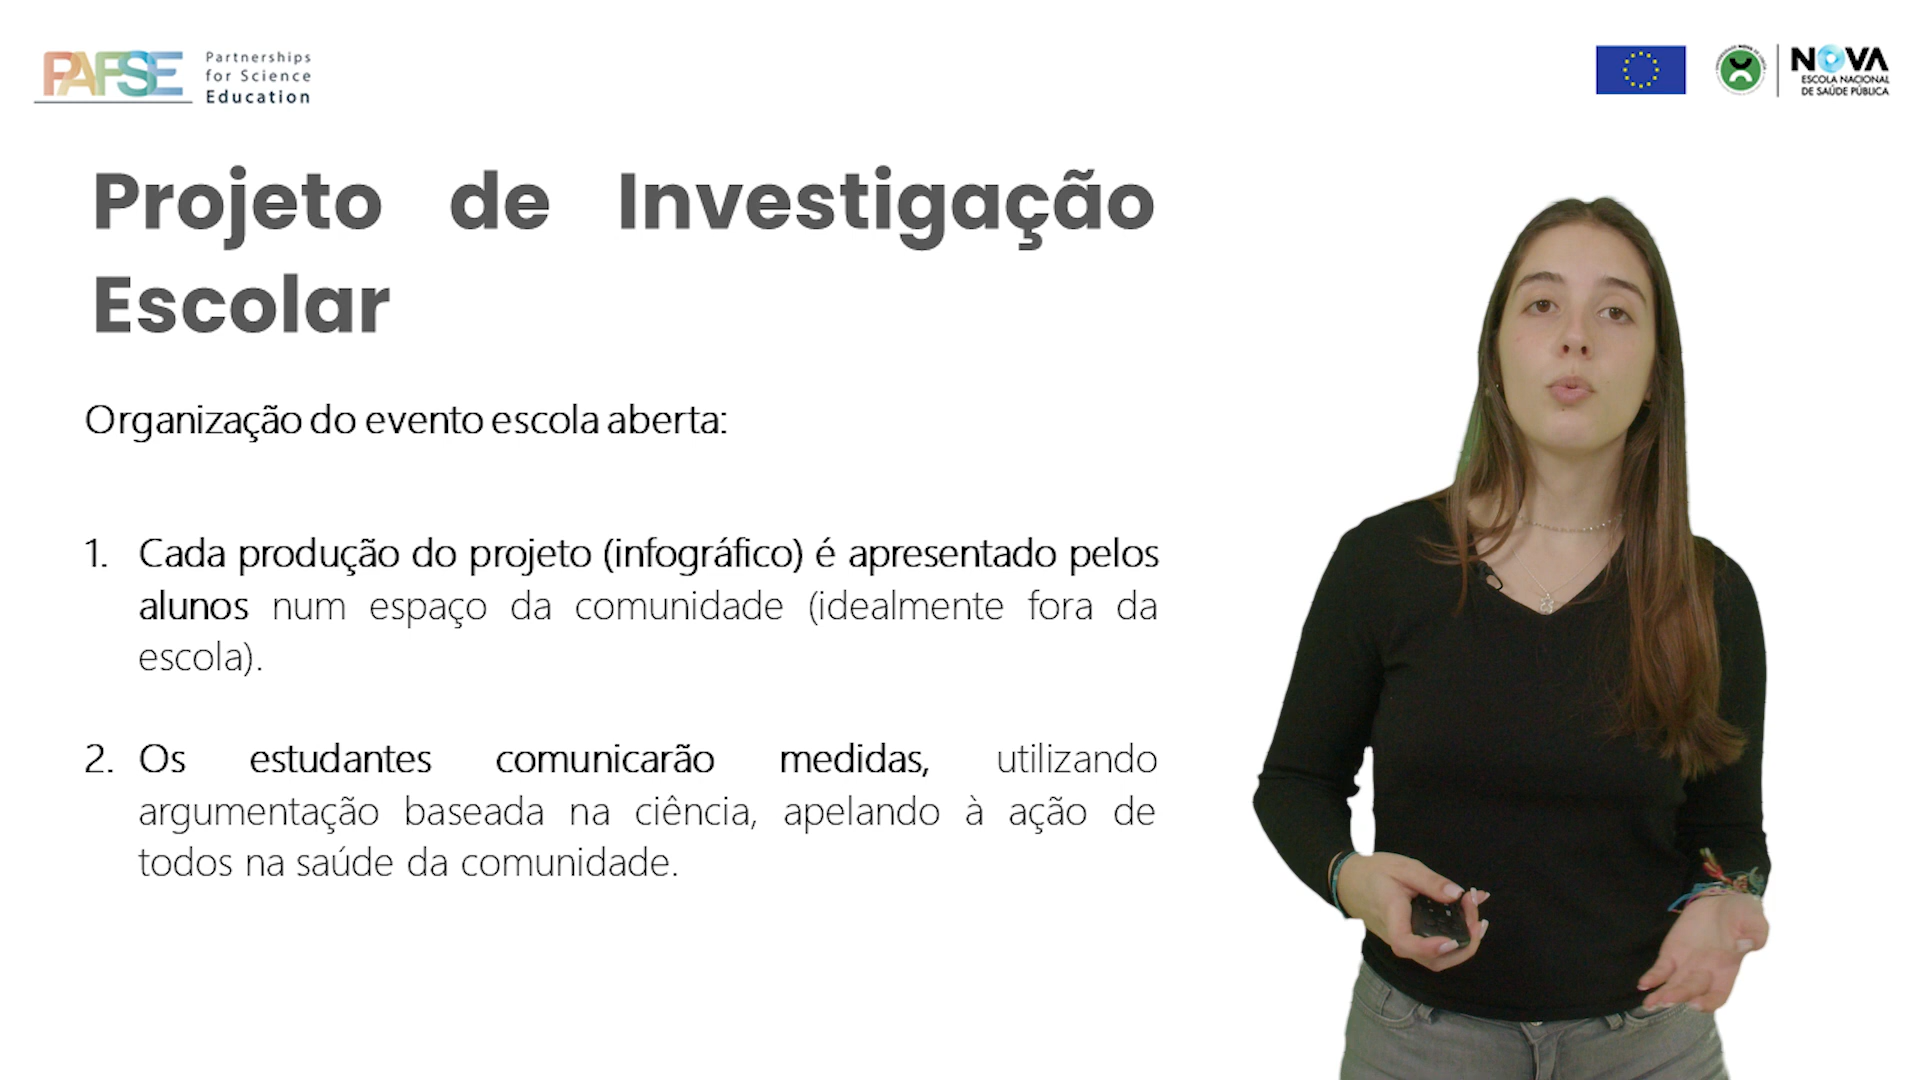 PAFSE
Partnerships
for Science
Education
NOVA
ESCOLA NACIONAL
DE SAÚDE PÚBLICA
Projeto de Investigação
Escolar
Organização do evento escola aberta:
1. Cada produção do projeto (infográfico) é apresentado pelos
alunos num espaço da comunidade (idealmente fora da
escola).
2. Os estudantes comunicarão medidas, utilizando
argumentação baseada na ciência, apelando à ação de
todos na saúde da comunidade.